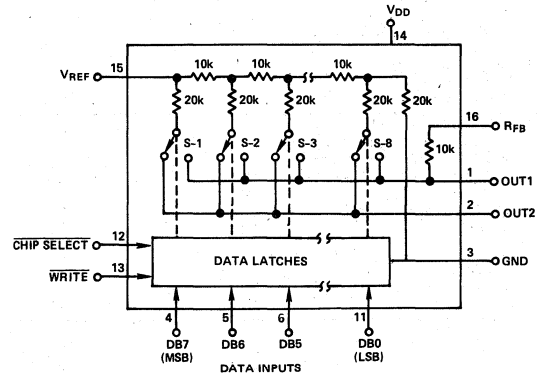 VDD
14
10k 10k 10k
VREF 15
20k 20k 20k 20k 20k
16 RFB
S-1 S-2 S-3 S-8
10k
1 OUT1
2 OUT2
CHIP SELECT 12
DATA LATCHES
3 GND
WRITE 13
4 5 6 11
DB7 DB6 DB5 DB0
(MSB) (LSB)
DATA INPUTS